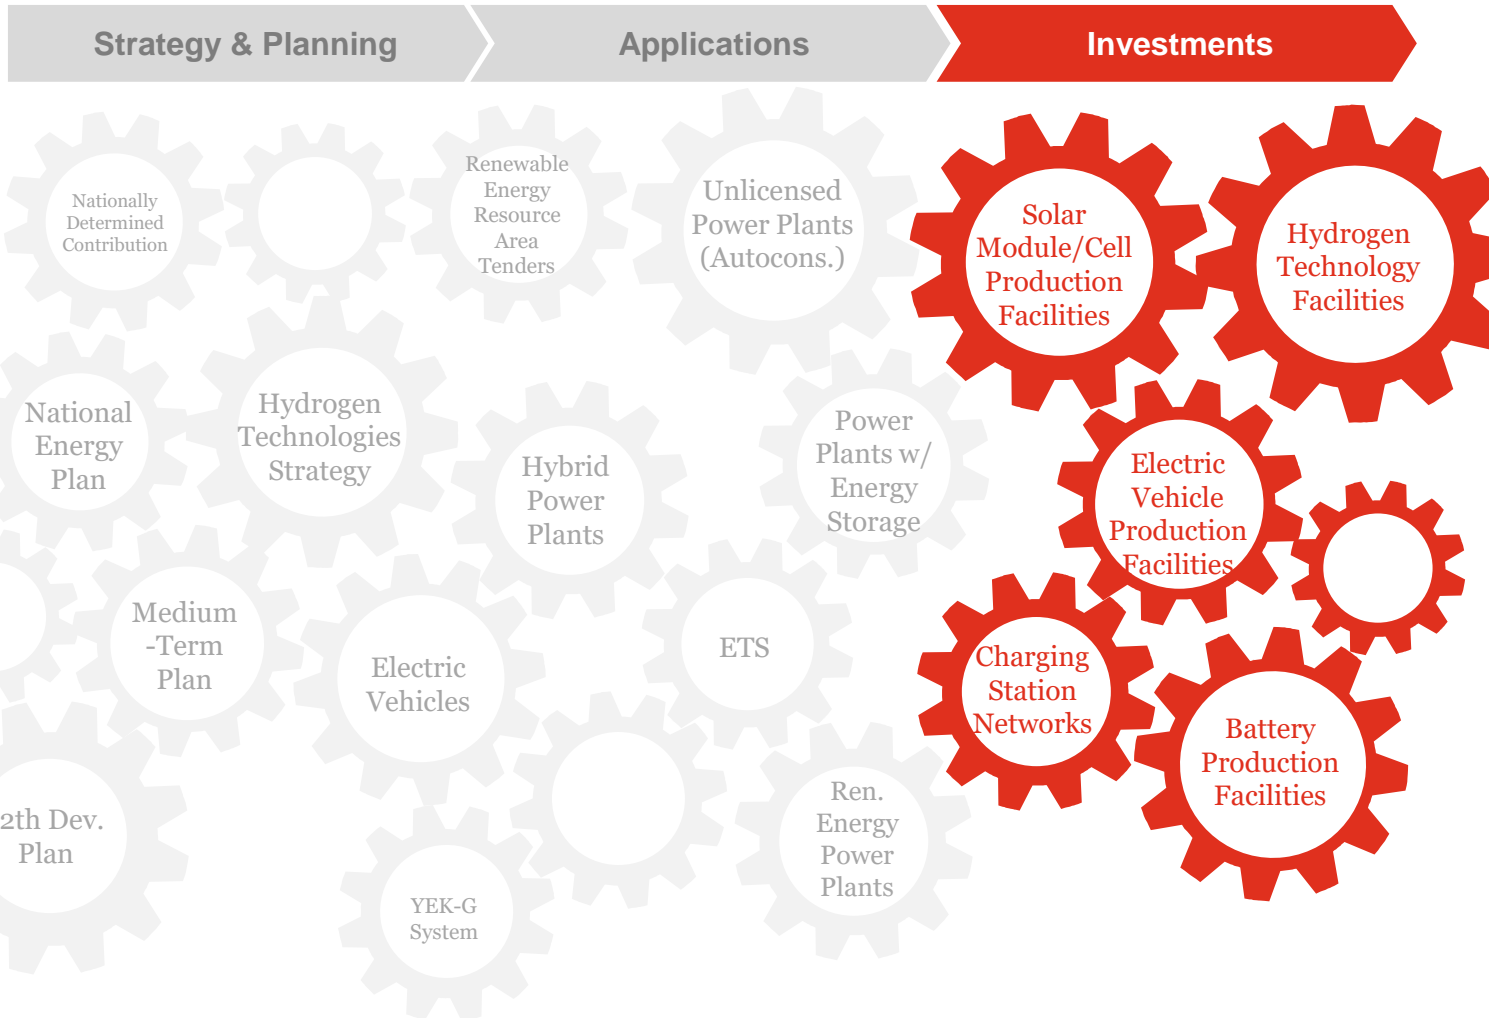 Strategy & Planning
Applications
Investments
Nationally
Determined
Contribution
Renewable
Energy
Resource
Area
Tenders
Unlicensed
Power Plants
(Autocons.)
Solar
Module/Cell
Production
Facilities
Hydrogen
Technology
Facilities
National
Energy
Plan
Hydrogen
Technologies
Strategy
Hybrid
Power
Plants
Power
Plants w/
Energy
Storage
Electric
Vehicle
Production
Facilities
Medium
-Term
Plan
Electric
Vehicles
ETS
Charging
Station
Networks
Battery
Production
Facilities
2th Dev.
Plan
YEK-G
System
Ren.
Energy
Power
Plants